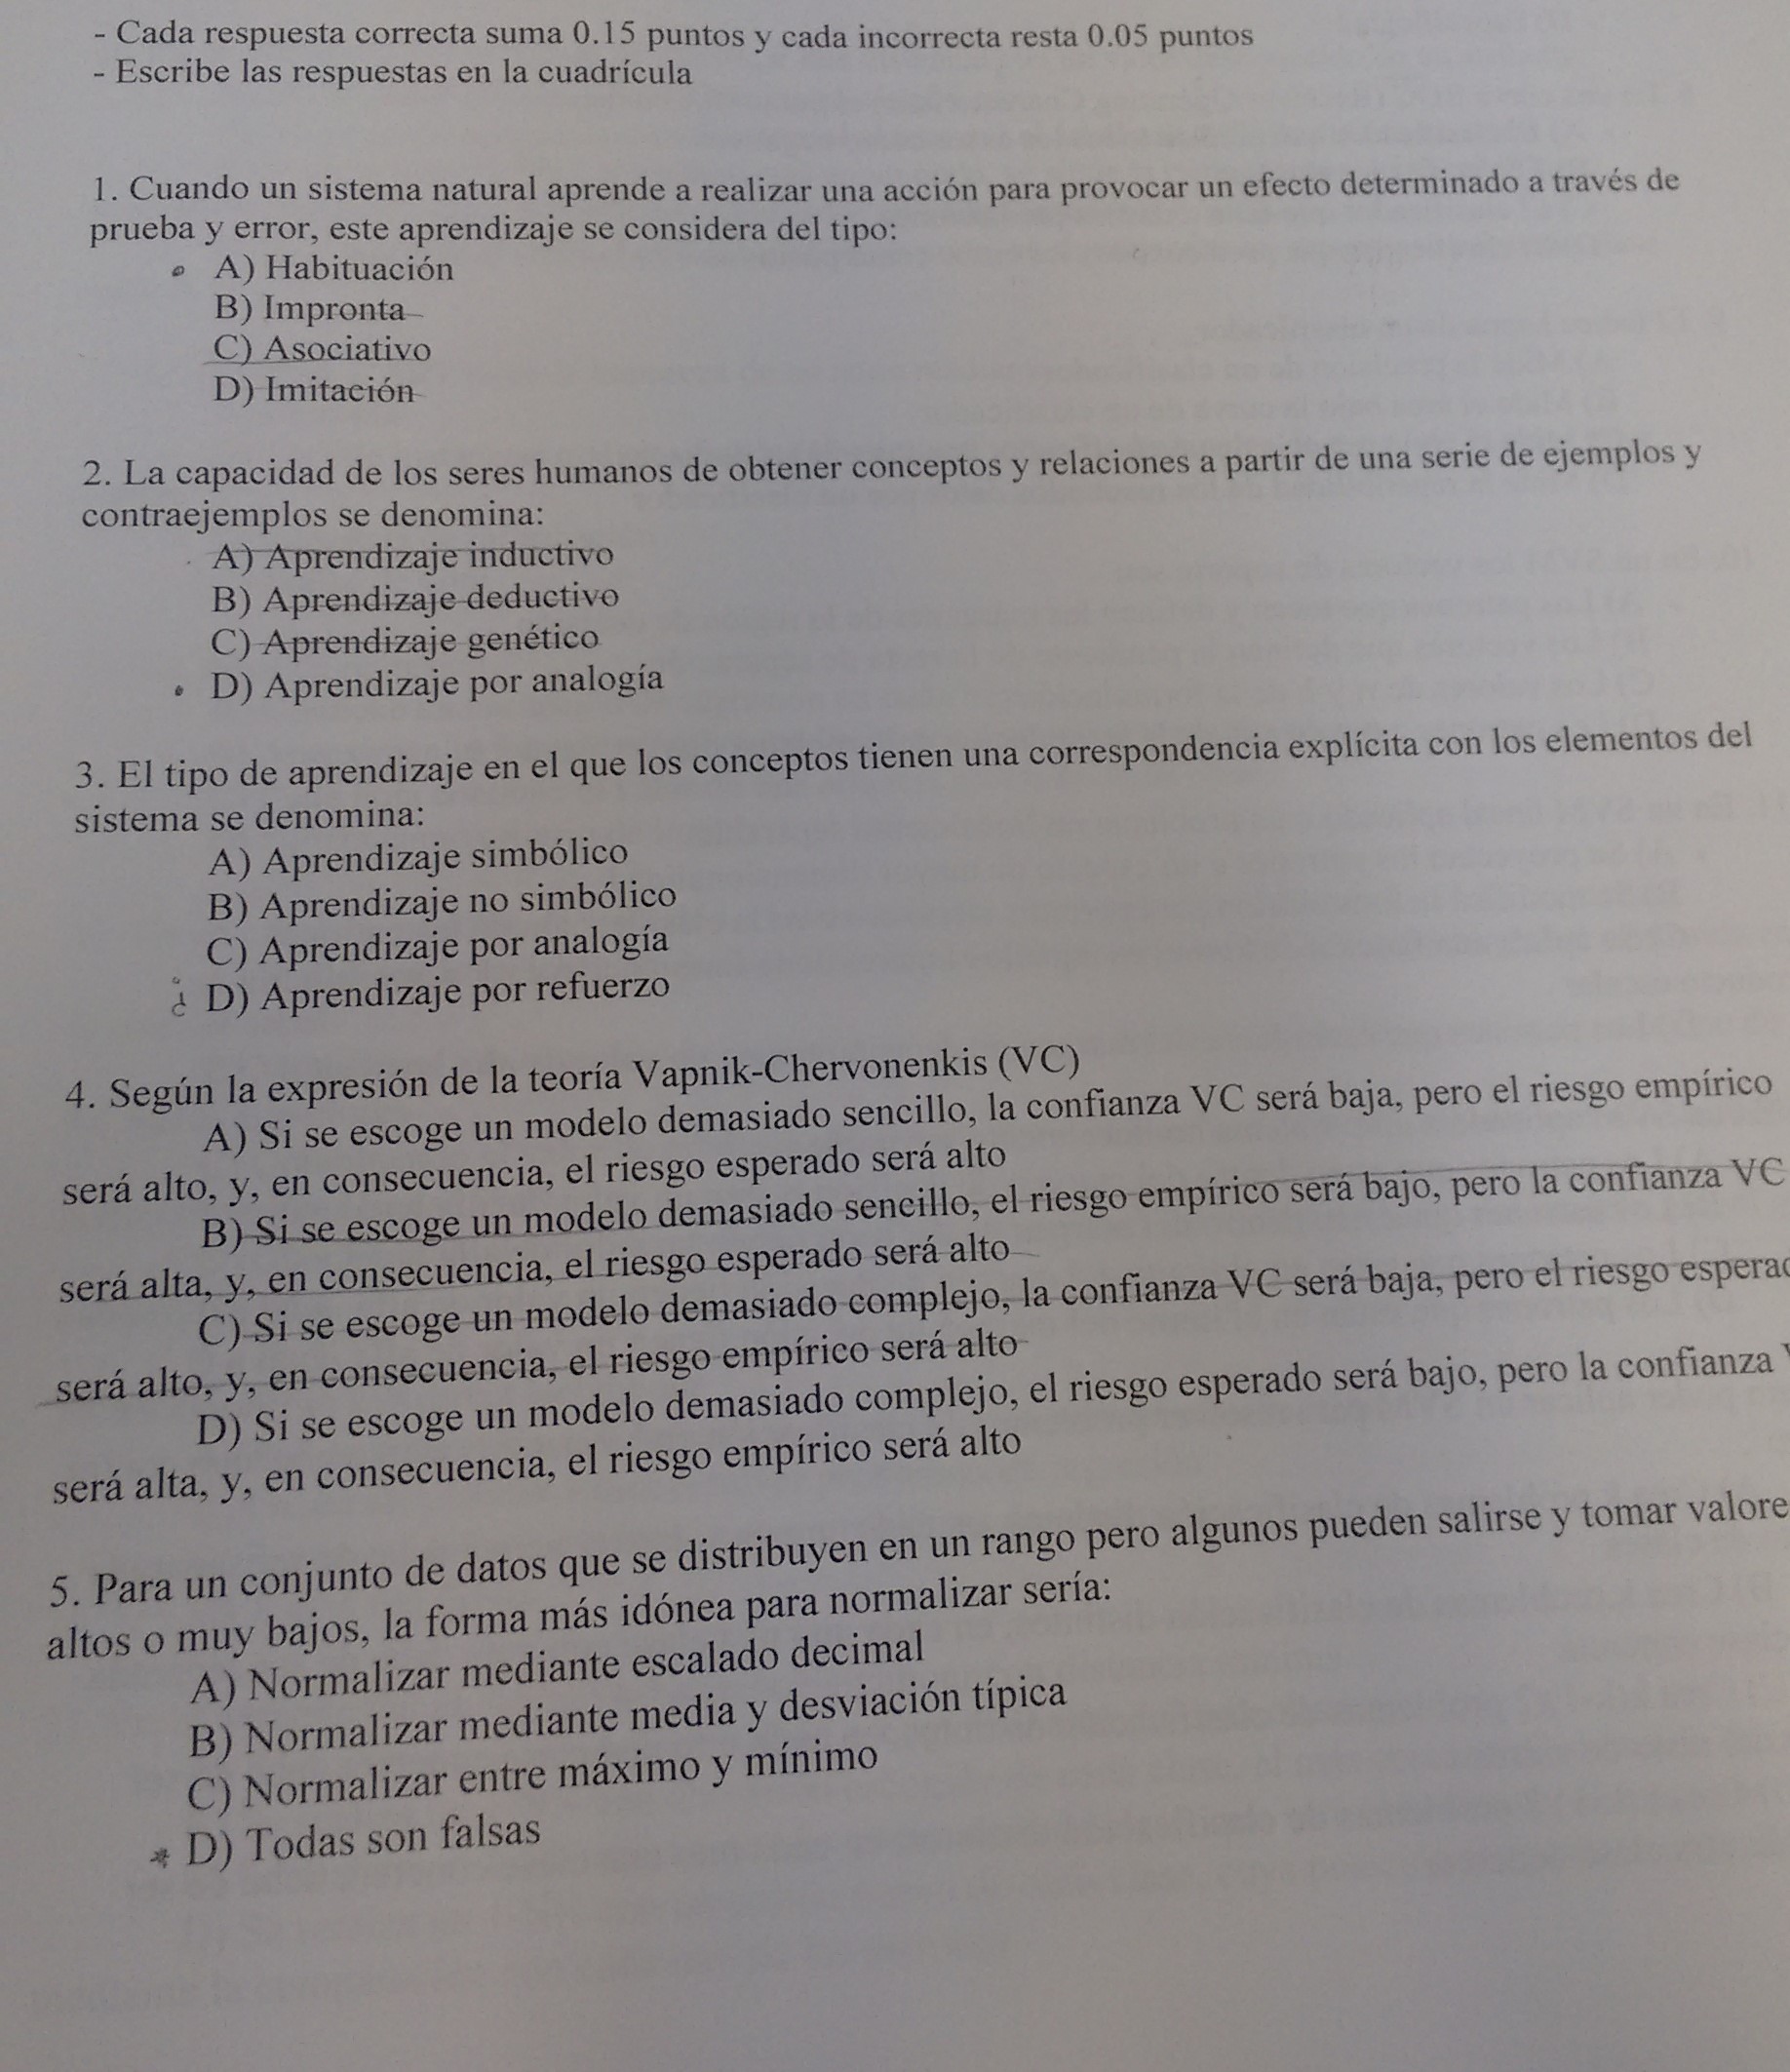 - Cada respuesta correcta suma 0.15 puntos y cada incorrecta resta 0.05 puntos
- Escribe las respuestas en la cuadrícula
1. Cuando un sistema natural aprende a realizar una acción para provocar un efecto determinado a través de
prueba y error, este aprendizaje se considera del tipo:
A) Habituación
B) Impronta
C) Asociativo
D) Imitación
2. La capacidad de los seres humanos de obtener conceptos y relaciones a partir de una serie de ejemplos y
contraejemplos se denomina:
A) Aprendizaje inductivo
B) Aprendizaje deductivo
C) Aprendizaje genético
D) Aprendizaje por analogía
3. El tipo de aprendizaje en el que los conceptos tienen una correspondencia explícita con los elementos del
sistema se denomina:
A) Aprendizaje simbólico
B) Aprendizaje no simbólico
C) Aprendizaje por analogía
¿ D) Aprendizaje por refuerzo
4. Según la expresión de la teoría Vapnik-Chervonenkis (VC)
A) Si se escoge un modelo demasiado sencillo, la confianza VC será baja, pero el riesgo empírico
será alto, y, en consecuencia, el riesgo esperado será alto
B) Si se escoge un modelo demasiado sencillo, el riesgo empírico será bajo, pero la confianza VC
será alta, y, en consecuencia, el riesgo esperado será alto
C) Si se escoge un modelo demasiado complejo, la confianza VC será baja, pero el riesgo esperad
será alto, y, en consecuencia, el riesgo empírico será alto
D) Si se escoge un modelo demasiado complejo, el riesgo esperado será bajo, pero la confianza
será alta, y, en consecuencia, el riesgo empírico será alto
5. Para un conjunto de datos que se distribuyen en un rango pero algunos pueden salirse y tomar valore
altos o muy bajos, la forma más idónea para normalizar sería:
A) Normalizar mediante escalado decimal
B) Normalizar mediante media y desviación típica
C) Normalizar entre máximo y mínimo
* D) Todas son falsas